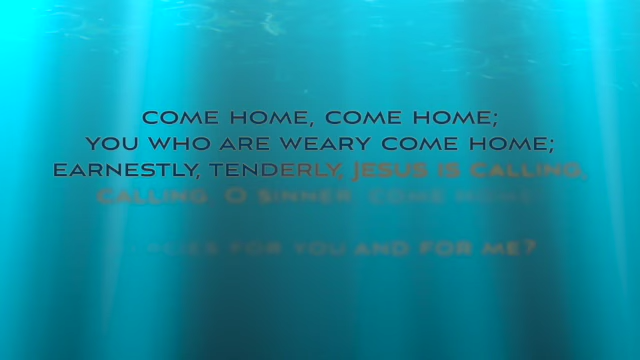 COME HOME, COME HOME;
YOU WHO ARE WEARY COME HOME;
EARNESTLY, TENDERLY, JESUS IS CALLING,
CALLING, O SINNER, COME HOME
FOR YOU AND FOR ME?